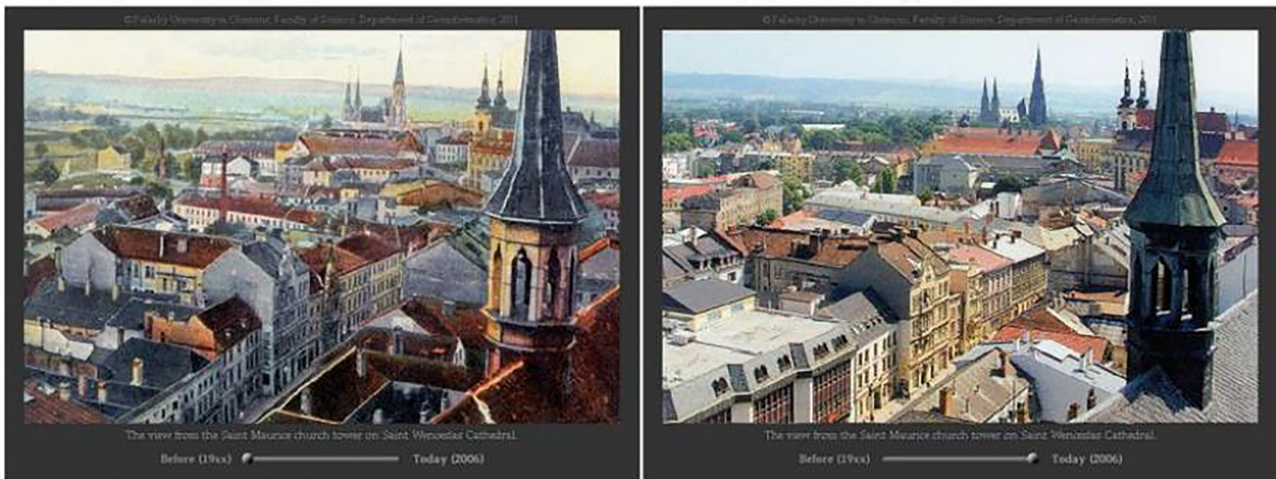 © Palacky University in Olomouc, Faculty of Science, Department of Geoinformatics, 2011
The view from the Saint Maurice church tower on Saint Wenceslas Cathedral.
Before (19xx) Today (2006)
© Palacky University in Olomouc, Faculty of Science, Department of Geoinformatics, 2011
The view from the Saint Maurice church tower on Saint Wenceslas Cathedral.
Before (19xx) Today (2006)